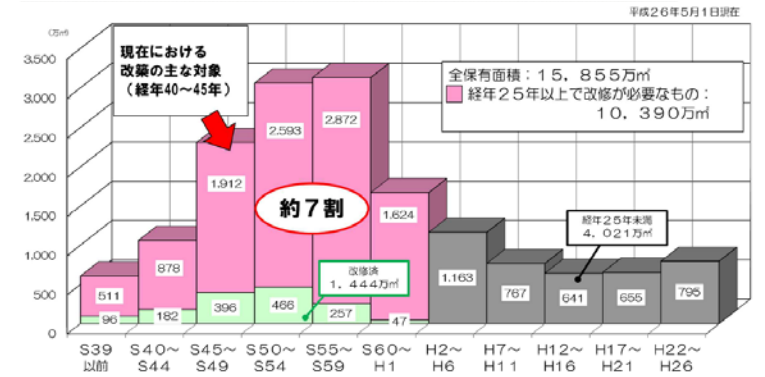 平成26年5月1日現在
(万㎡)
3,500
3.000
2,500
2,000
1,500
1.000
500
0
現在における
改築の主な対象
（経年40〜45年）
全保有面積：15，855万㎡
経年25年以上で改修が必要なもの：
10，390万㎡
約７割
改修済
1，444万㎡
経年25年未満
4，021万㎡
511
878
1.912
2.593
2.872
1.624
1.163
767
641
655
795
96
182
396
466
257
47
S39
以前
S40〜
S44
S45〜
S49
S50〜
S54
S55〜
S59
S60〜
H1
H2〜
H6
H7〜
H11
H12〜
H16
H17〜
H21
H22〜
H26